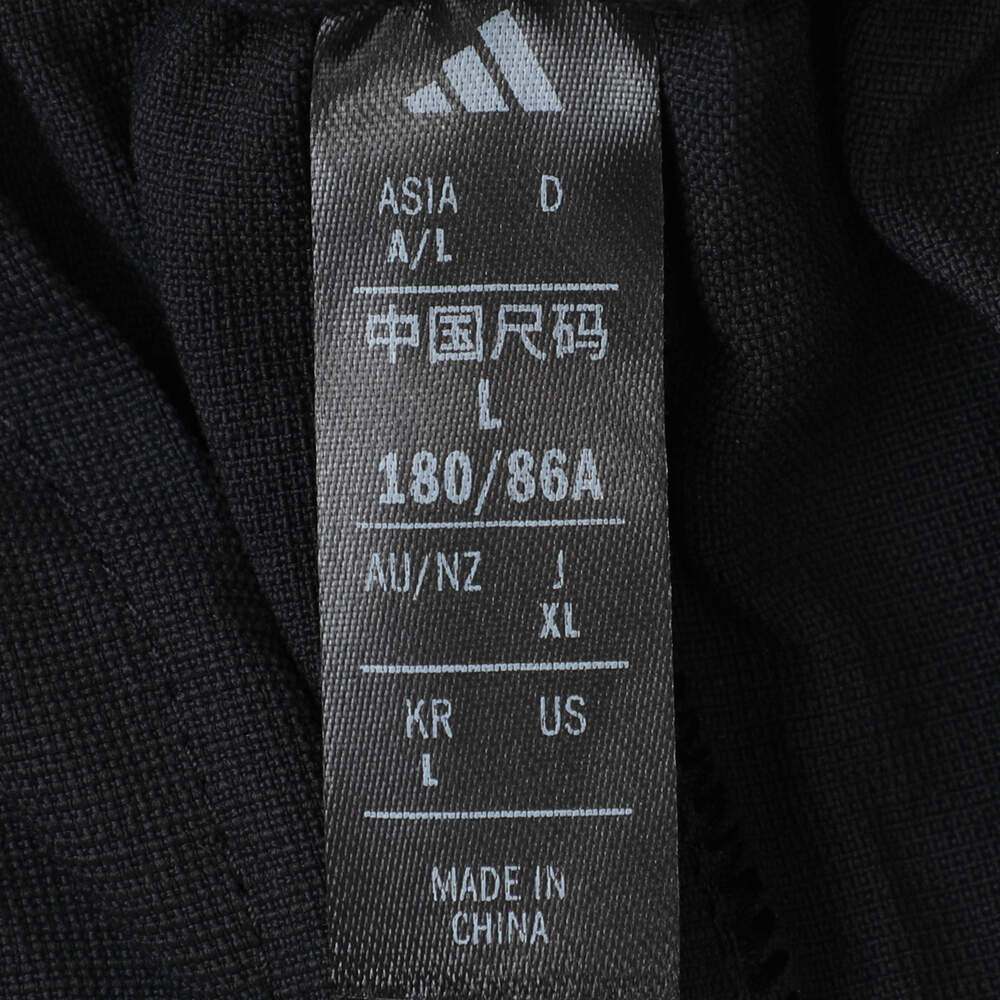 ASIA D
A/L
中国尺码
L
180/86A
AU/NZ J
XL
KR US
L
MADE IN
CHINA